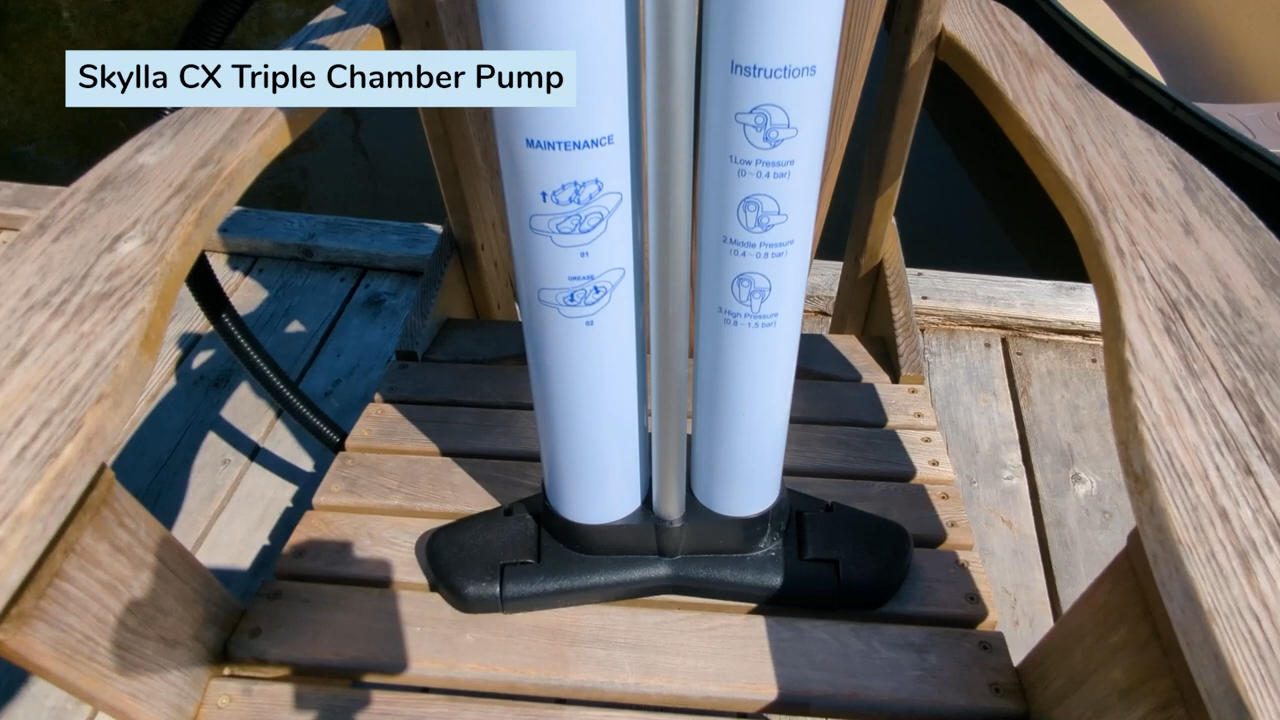 Skylla CX Triple Chamber Pump
MAINTENANCE
01
GREASE
02
Instructions
1.Low Pressure
(0~0.4 bar)
2.Middle Pressure
(0.4~0.8 bar)
3.High Pressure
(0.8~1.5 bar)